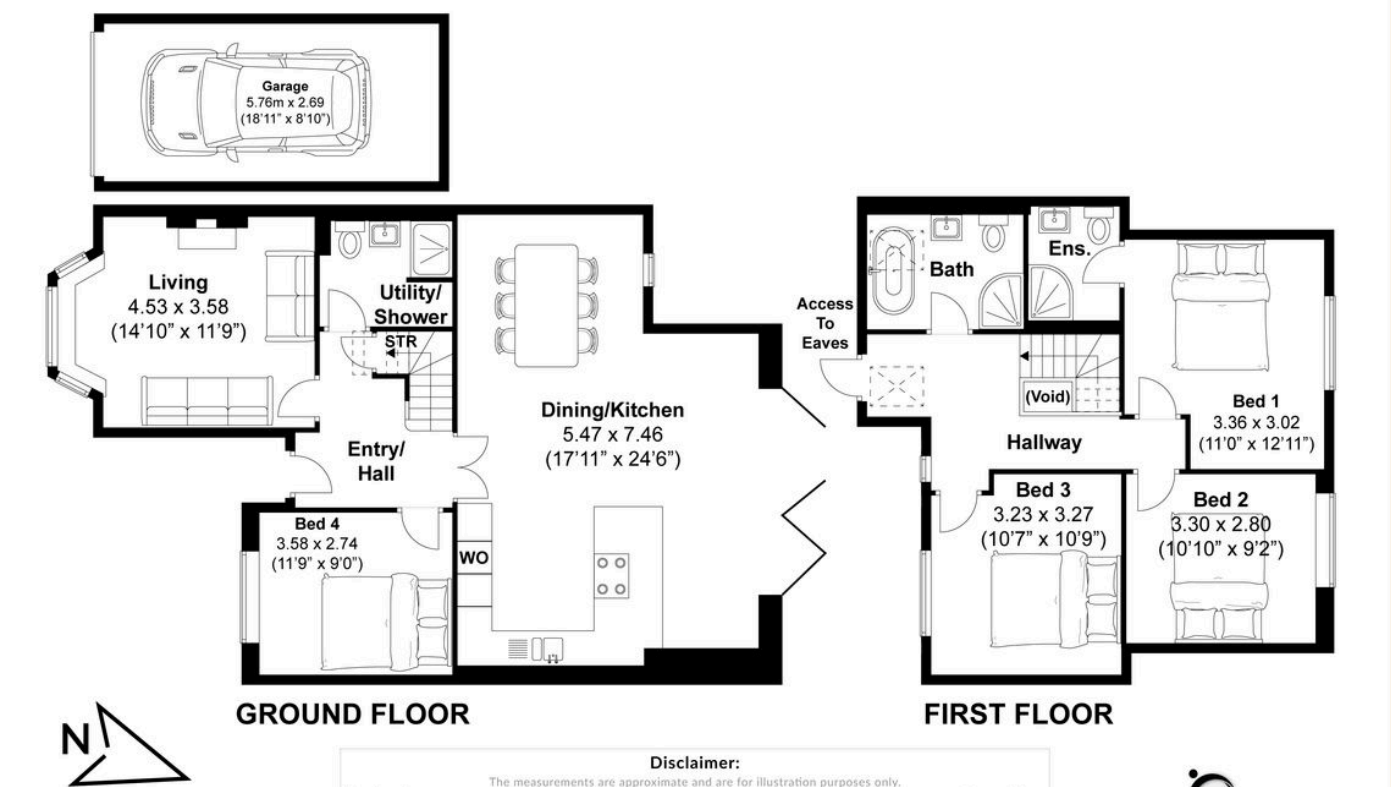 Garage
5.76m x 2.69
(18'11" x 8'10")
Living
4.53 x 3.58
(14'10" x 11'9")
Utility/
Shower
STR
Dining/Kitchen
5.47 x 7.46
(17'11" x 24'6")
Entry/
Hall
Bed 4
3.58 x 2.74
(11'9" x 9'0")
WO
GROUND FLOOR
Access
To
Eaves
Bath
Ens.
(Void)
Hallway
Bed 1
3.36 x 3.02
(11'0" x 12'11")
Bed 3
3.23 x 3.27
(10'7" x 10'9")
Bed 2
3.30 x 2.80
(10'10" x 9'2")
FIRST FLOOR
N
Disclaimer:
The measurements are approximate and are for illustration purposes only.